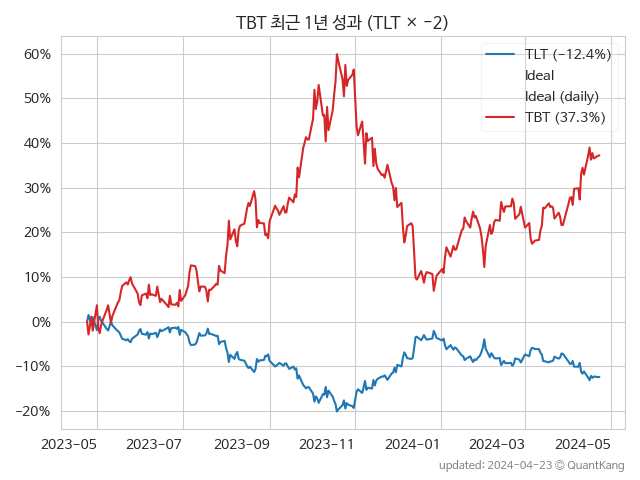 TBT 최근 1년 성과 (TLT × −2)
TLT (−12.4%)
Ideal
Ideal (daily)
TBT (37.3%)
60%
50%
40%
30%
20%
10%
0%
−10%
−20%
2023-05 2023-07 2023-09 2023-11 2024-01 2024-03 2024-05
updated: 2024-04-23 © QuantKang